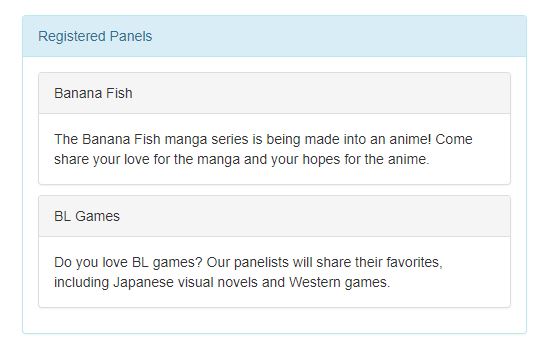 Registered Panels
Banana Fish
The Banana Fish manga series is being made into an anime! Come
share your love for the manga and your hopes for the anime.
BL Games
Do you love BL games? Our panelists will share their favorites,
including Japanese visual novels and Western games.